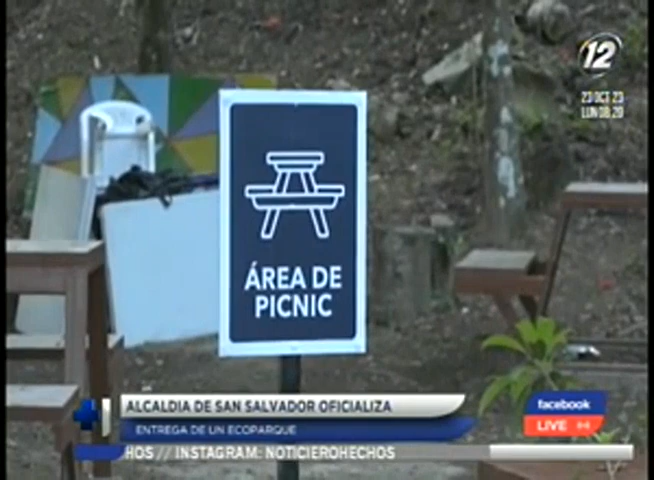 12
23 OCT 23
LUN 08:20
ÁREA DE
PICNIC
ALCALDIA DE SAN SALVADOR OFICIALIZA
ENTREGA DE UN ECOPARQUE
facebook
LIVE
HOS // INSTAGRAM: NOTICIEROHECHOS